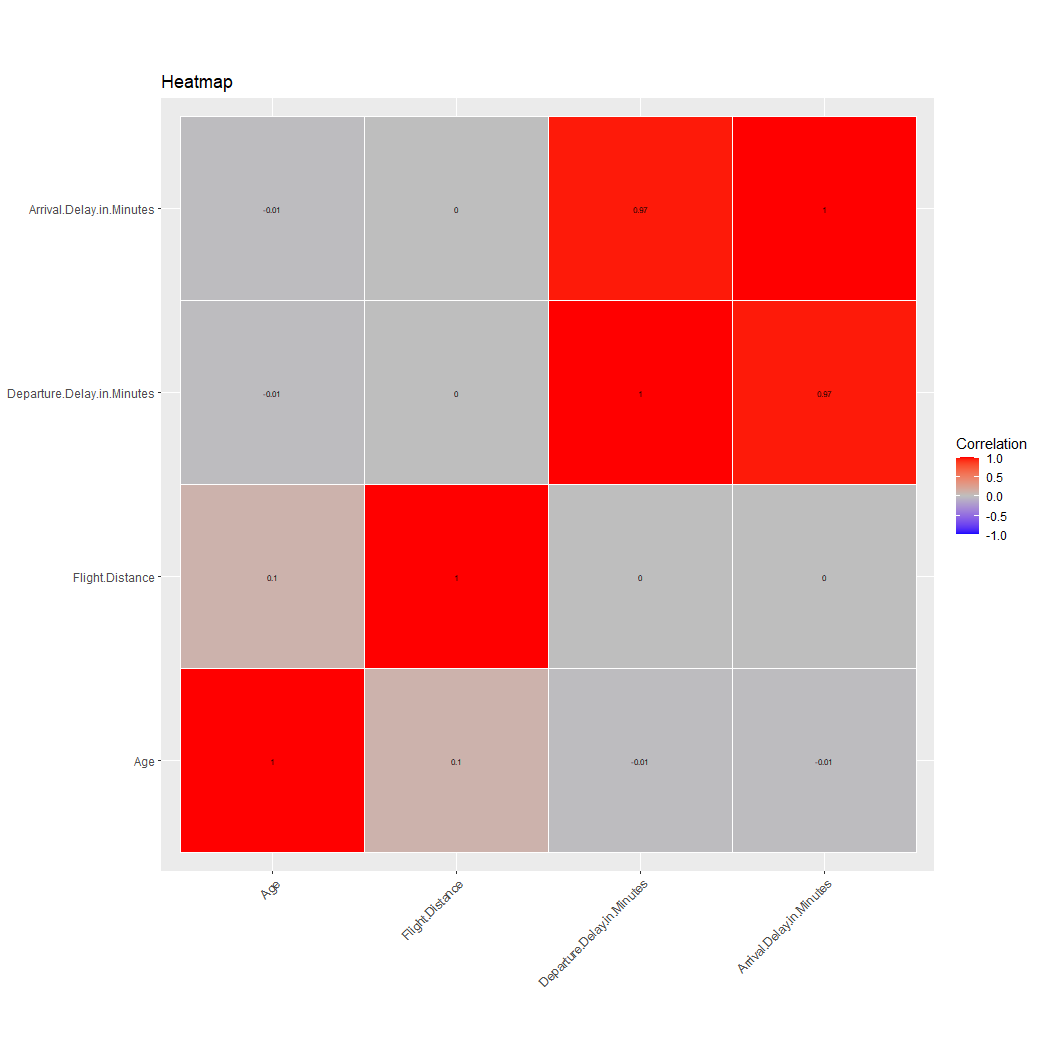 Heatmap
Arrival.Delay.in.Minutes
-0.01 0 0.97 1
Departure.Delay.in.Minutes
-0.01 0 1 0.97
Flight.Distance
0.1 1 0 0
Age
1 0.1 -0.01 -0.01
Age
Flight.Distance
Departure.Delay.in.Minutes
Arrival.Delay.in.Minutes
Correlation
1.0
0.5
0.0
-0.5
-1.0